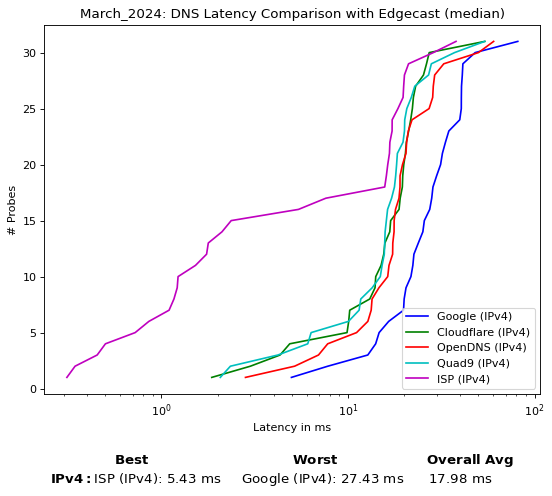 March_2024: DNS Latency Comparison with Edgecast (median)
# Probes
30
25
20
15
10
5
0
Google (IPv4)
Cloudflare (IPv4)
OpenDNS (IPv4)
Quad9 (IPv4)
ISP (IPv4)
10^0 10^1 10^2
Latency in ms
Best Worst Overall Avg
IPv4: ISP (IPv4): 5.43 ms Google (IPv4): 27.43 ms 17.98 ms